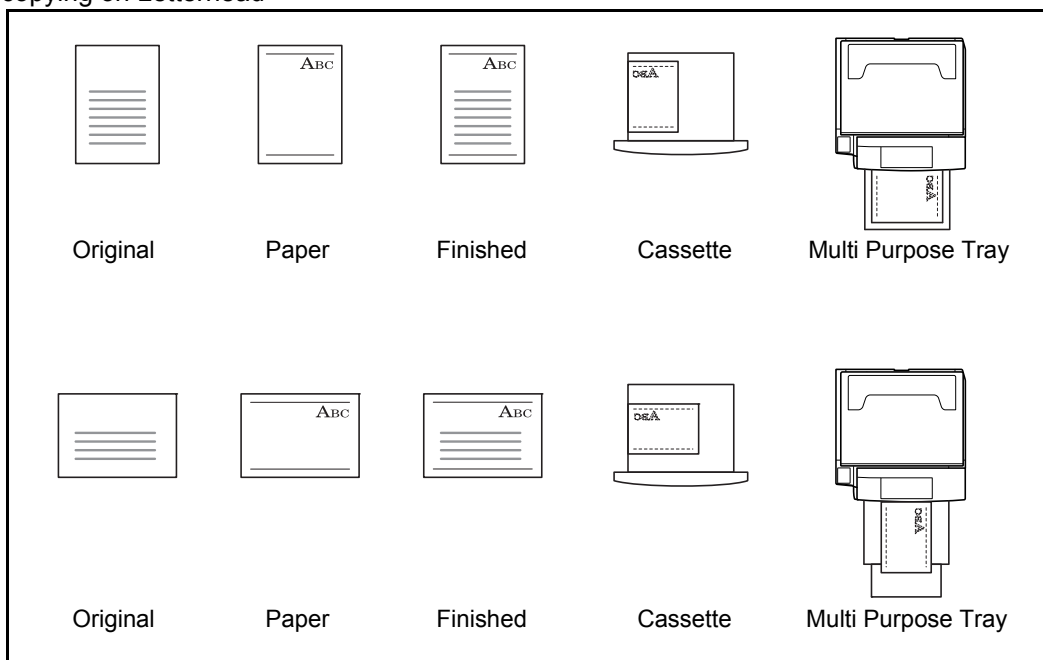 copying on Letterhead
ABC ABC ABC ABC
Original Paper Finished Cassette Multi Purpose Tray
ABC ABC ABC ABC
Original Paper Finished Cassette Multi Purpose Tray